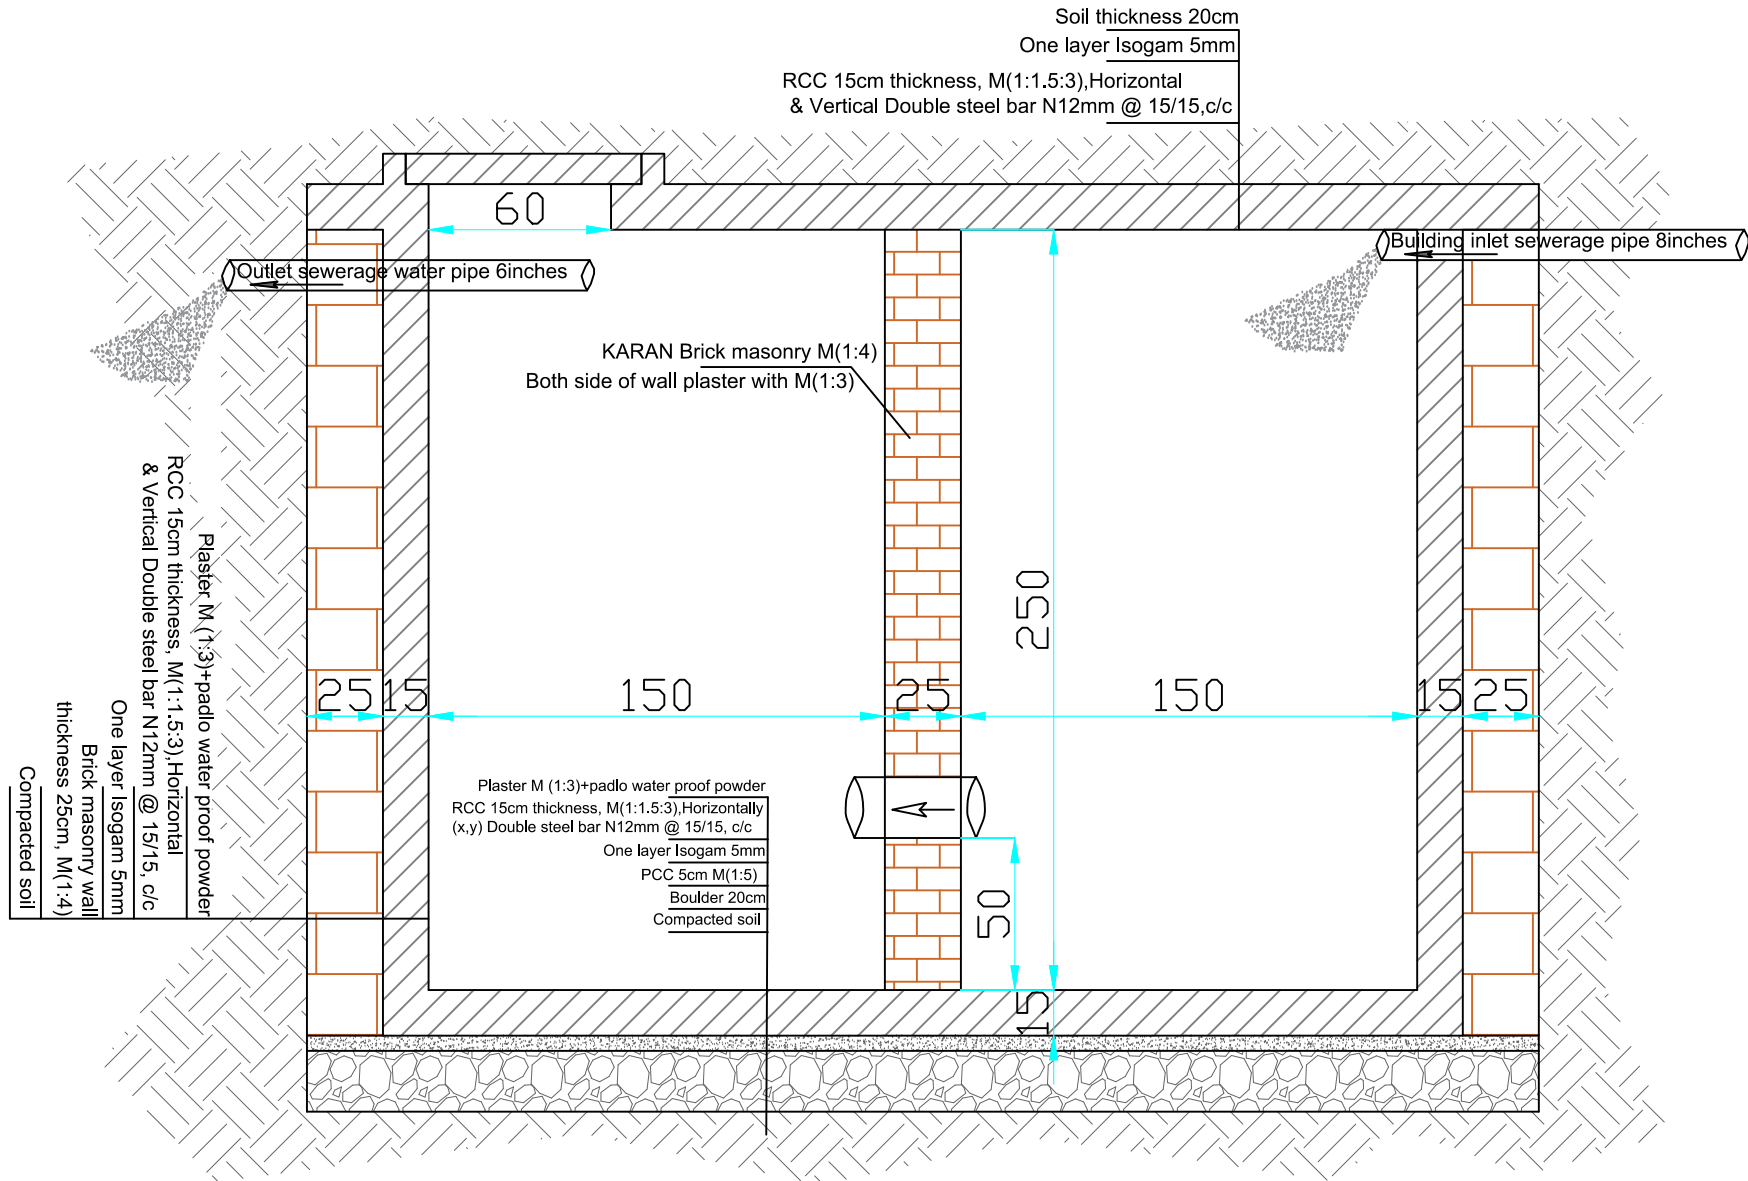 Soil thickness 20cm
One layer Isogam 5mm
RCC 15cm thickness, M(1:1.5:3),Horizontal
& Vertical Double steel bar N12mm @ 15/15,c/c
60
Building inlet sewerage pipe 8inches
Outlet sewerage water pipe 6inches
KARAN Brick masonry M(1:4)
Both side of wall plaster with M(1:3)
250
25
15
150
25
150
15
25
Plaster M (1:3)+padlo water proof powder
RCC 15cm thickness, M(1:1.5:3),Horizontal
& Vertical Double steel bar N12mm @ 15/15, c/c
One layer Isogam 5mm
Brick masonry wall
thickness 25cm, M(1:4)
Compacted soil
Plaster M (1:3)+padlo water proof powder
RCC 15cm thickness, M(1:1.5:3),Horizontally
(x,y) Double steel bar N12mm @ 15/15, c/c
One layer Isogam 5mm
PCC 5cm M(1:5)
Boulder 20cm
Compacted soil
50
15